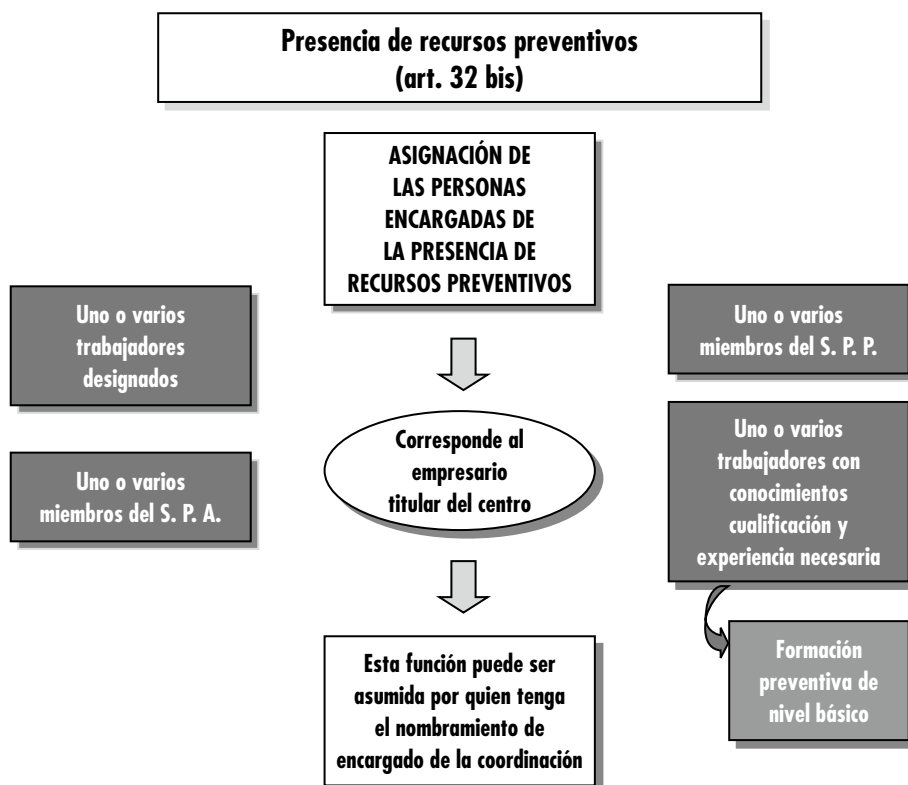 Presencia de recursos preventivos
(art. 32 bis)
ASIGNACIÓN DE
LAS PERSONAS
ENCARGADAS DE
LA PRESENCIA DE
RECURSOS PREVENTIVOS
Uno o varios
trabajadores
designados
Uno o varios
miembros del S. P. P.
Corresponde al
empresario
titular del centro
Uno o varios
miembros del S. P. A.
Uno o varios
trabajadores con
conocimientos
cualificación y
experiencia necesaria
Esta función puede ser
asumida por quien tenga
el nombramiento de
encargado de la coordinación
Formación
preventiva de
nivel básico